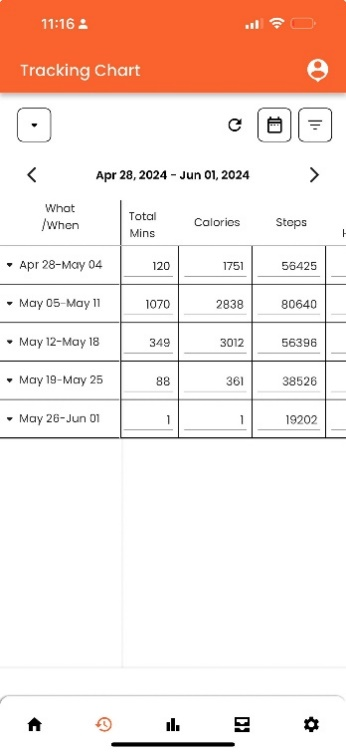 11:16
Tracking Chart
Apr 28, 2024 - Jun 01, 2024
What /When Total Mins Calories Steps
Apr 28-May 04 120 1751 56425
May 05-May 11 1070 2838 80640
May 12-May 18 349 3012 56396
May 19-May 25 88 361 38526
May 26-Jun 01 1 1 19202